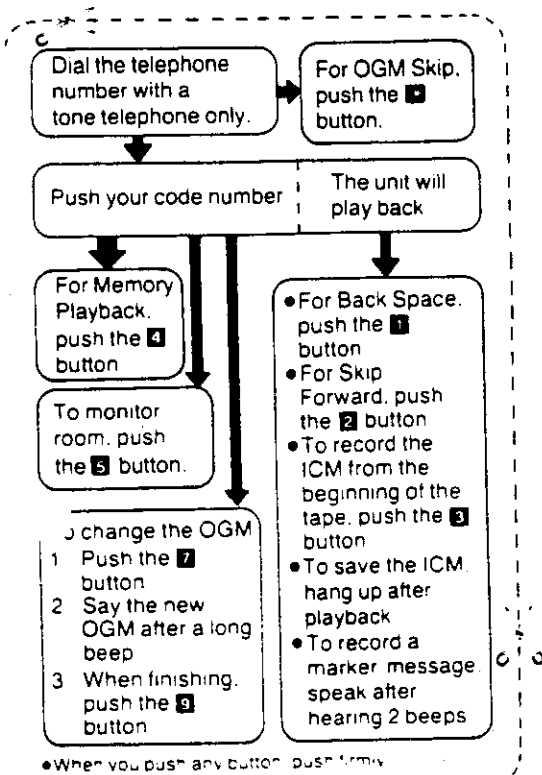 Dial the telephone
number with a
tone telephone only.
For OGM Skip,
push the *
button.
Push your code number
The unit will
play back
For Memory
Playback,
push the 4
button
To monitor
room, push
the 5 button.
change the OGM
1 Push the 7
button
2 Say the new
OGM after a long
beep
3 When finishing,
push the 9
button
●For Back Space,
push the 1
button
●For Skip
Forward, push
the 2 button
●To record the
ICM from the
beginning of the
tape, push the 3
button
●To save the ICM,
hang up after
playback
●To record a
marker message,
speak after
hearing 2 beeps
●When you push any button, push firmly